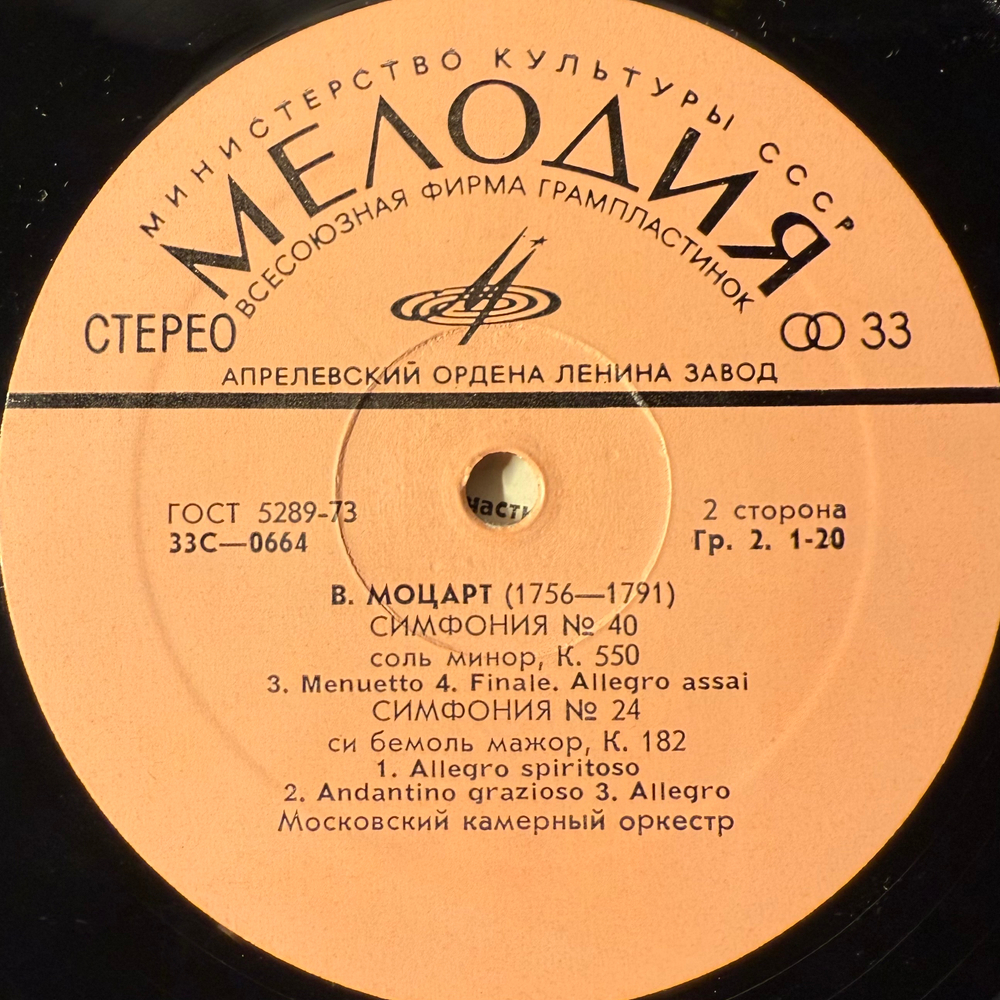 МИНИСТЕРСТВО КУЛЬТУРЫ СССР
МЕЛОДИЯ
ВСЕСОЮЗНАЯ ФИРМА ГРАМПЛАСТИНОК
СТЕРЕО
33
АПРЕЛЕВСКИЙ ОРДЕНА ЛЕНИНА ЗАВОД
ГОСТ 5289-73
2 сторона
33С—0664
Гр. 2. 1-20
В. МОЦАРТ (1756—1791)
СИМФОНИЯ № 40
соль минор, К. 550
3. Menuetto 4. Finale. Allegro assai
СИМФОНИЯ № 24
си бемоль мажор, К. 182
1. Allegro spiritoso
2. Andantino grazioso 3. Allegro
Московский камерный оркестр